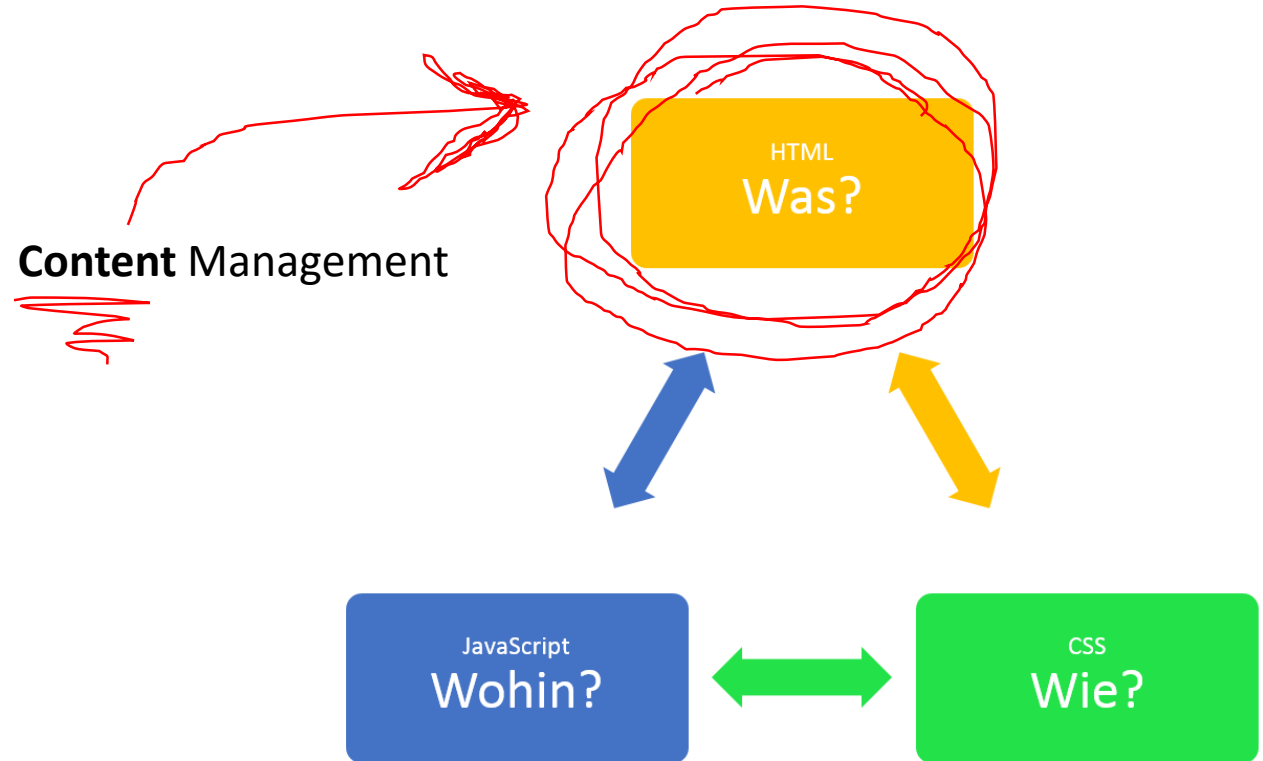 HTML
Was?
Content Management
JavaScript
Wohin?
CSS
Wie?